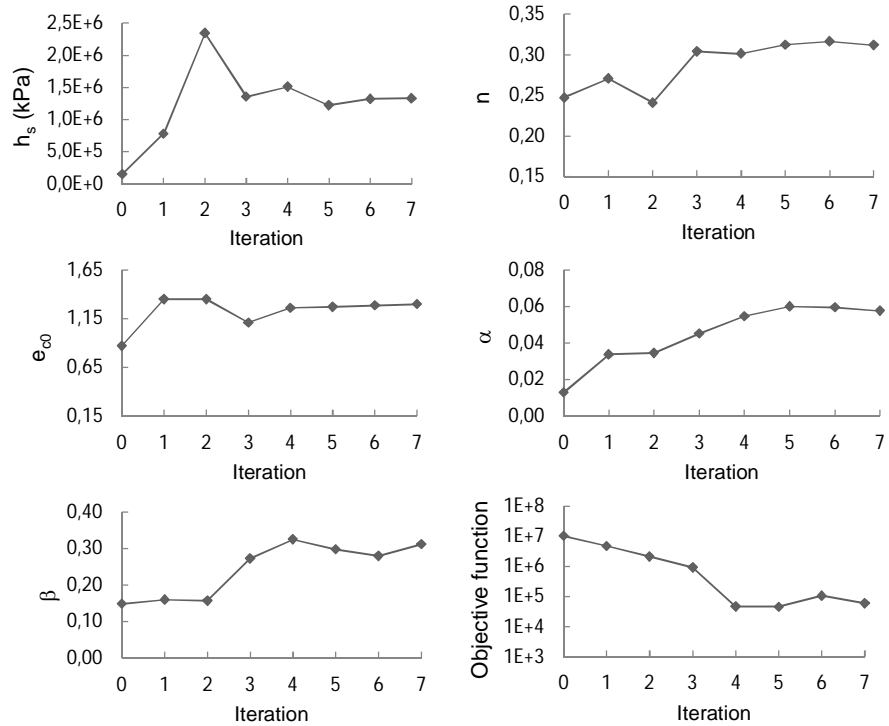 2,5E+6
2,0E+6
1,5E+6
1,0E+6
5,0E+5
0,0E+0
h_s (kPa)
0 1 2 3 4 5 6 7
Iteration
0,35
0,30
0,25
0,20
0,15
n
0 1 2 3 4 5 6 7
Iteration
1,65
1,15
0,65
0,15
e_c0
0 1 2 3 4 5 6 7
Iteration
0,08
0,06
0,04
0,02
0,00
α
0 1 2 3 4 5 6 7
Iteration
0,40
0,30
0,20
0,10
0,00
β
0 1 2 3 4 5 6 7
Iteration
1E+8
1E+7
1E+6
1E+5
1E+4
1E+3
Objective function
0 1 2 3 4 5 6 7
Iteration